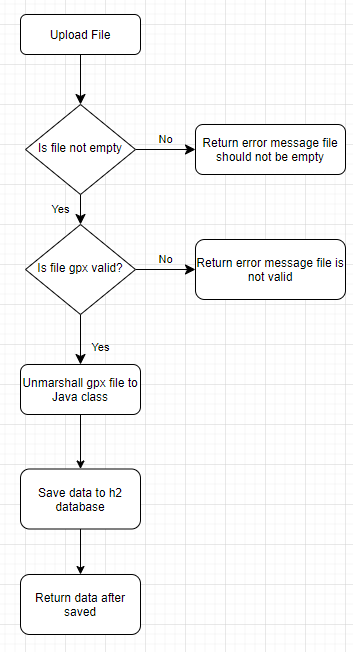 Upload File
Is file not empty
No
Return error message file
should not be empty
Yes
Is file gpx valid?
No
Return error message file is
not valid
Yes
Unmarshall gpx file to
Java class
Save data to h2
database
Return data after
saved